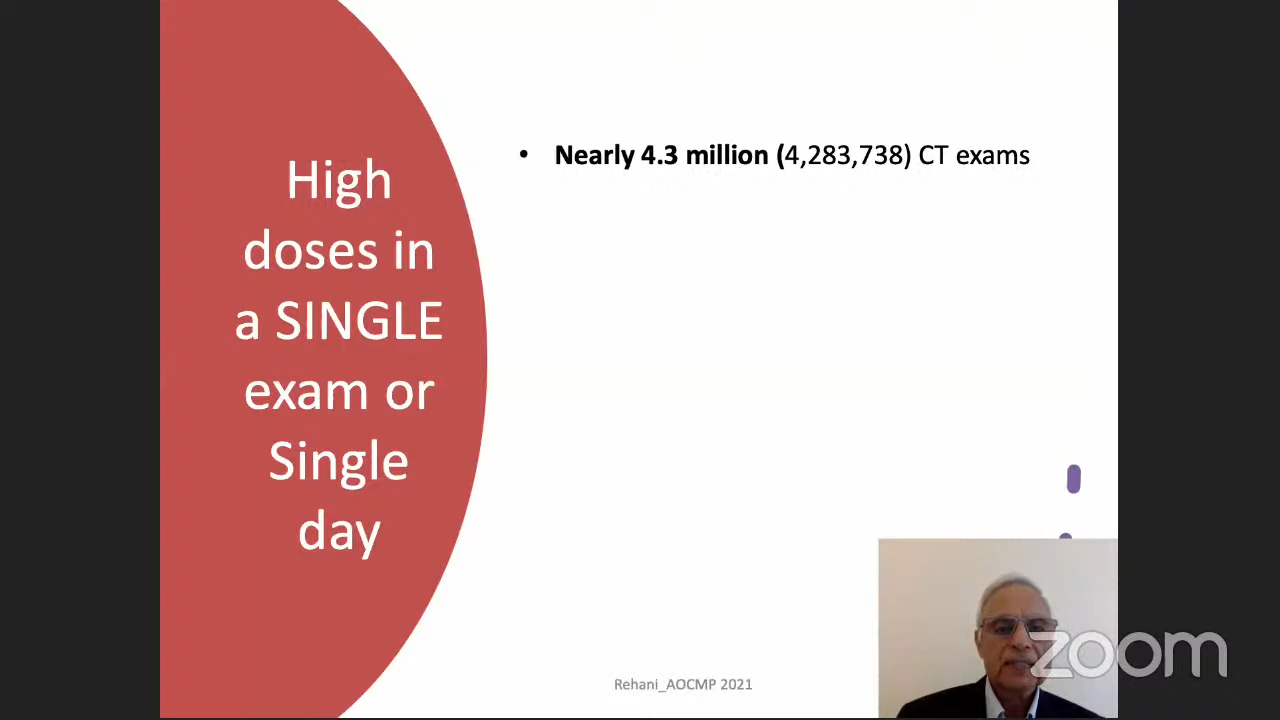 High
doses in
a SINGLE
exam or
Single
day
• Nearly 4.3 million (4,283,738) CT exams
Rehani_AOCMP 2021
zoom